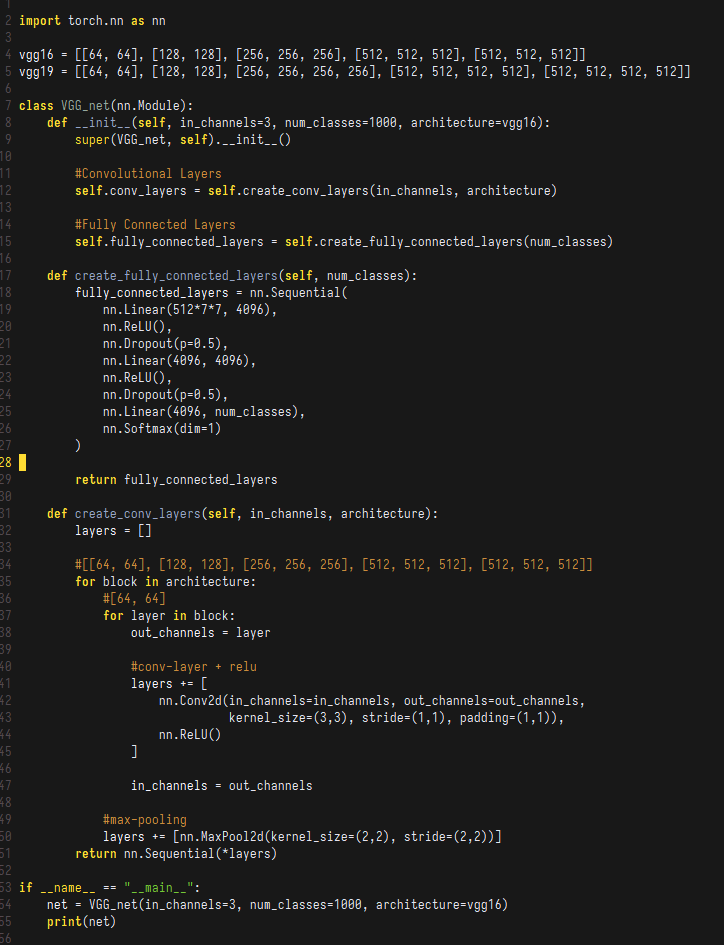 1
2 import torch.nn as nn
3
4 vgg16 = [[64, 64], [128, 128], [256, 256, 256], [512, 512, 512], [512, 512, 512]]
5 vgg19 = [[64, 64], [128, 128], [256, 256, 256, 256], [512, 512, 512, 512], [512, 512, 512, 512]]
6
7 class VGG_net(nn.Module):
8     def __init__(self, in_channels=3, num_classes=1000, architecture=vgg16):
9         super(VGG_net, self).__init__()
10
11         #Convolutional Layers
12         self.conv_layers = self.create_conv_layers(in_channels, architecture)
13
14         #Fully Connected Layers
15         self.fully_connected_layers = self.create_fully_connected_layers(num_classes)
16
17     def create_fully_connected_layers(self, num_classes):
18         fully_connected_layers = nn.Sequential(
19             nn.Linear(512*7*7, 4096),
20             nn.ReLU(),
21             nn.Dropout(p=0.5),
22             nn.Linear(4096, 4096),
23             nn.ReLU(),
24             nn.Dropout(p=0.5),
25             nn.Linear(4096, num_classes),
26             nn.Softmax(dim=1)
27         )
28
29         return fully_connected_layers
30
31     def create_conv_layers(self, in_channels, architecture):
32         layers = []
33
34         #[[64, 64], [128, 128], [256, 256, 256], [512, 512, 512], [512, 512, 512]]
35         for block in architecture:
36             #[64, 64]
37             for layer in block:
38                 out_channels = layer
39
40                 #conv-layer + relu
41                 layers += [
42                     nn.Conv2d(in_channels=in_channels, out_channels=out_channels,
43                               kernel_size=(3,3), stride=(1,1), padding=(1,1)),
44                     nn.ReLU()
45                 ]
46
47                 in_channels = out_channels
48
49             #max-pooling
50             layers += [nn.MaxPool2d(kernel_size=(2,2), stride=(2,2))]
51         return nn.Sequential(*layers)
52
53 if __name__ == "__main__":
54     net = VGG_net(in_channels=3, num_classes=1000, architecture=vgg16)
55     print(net)
56